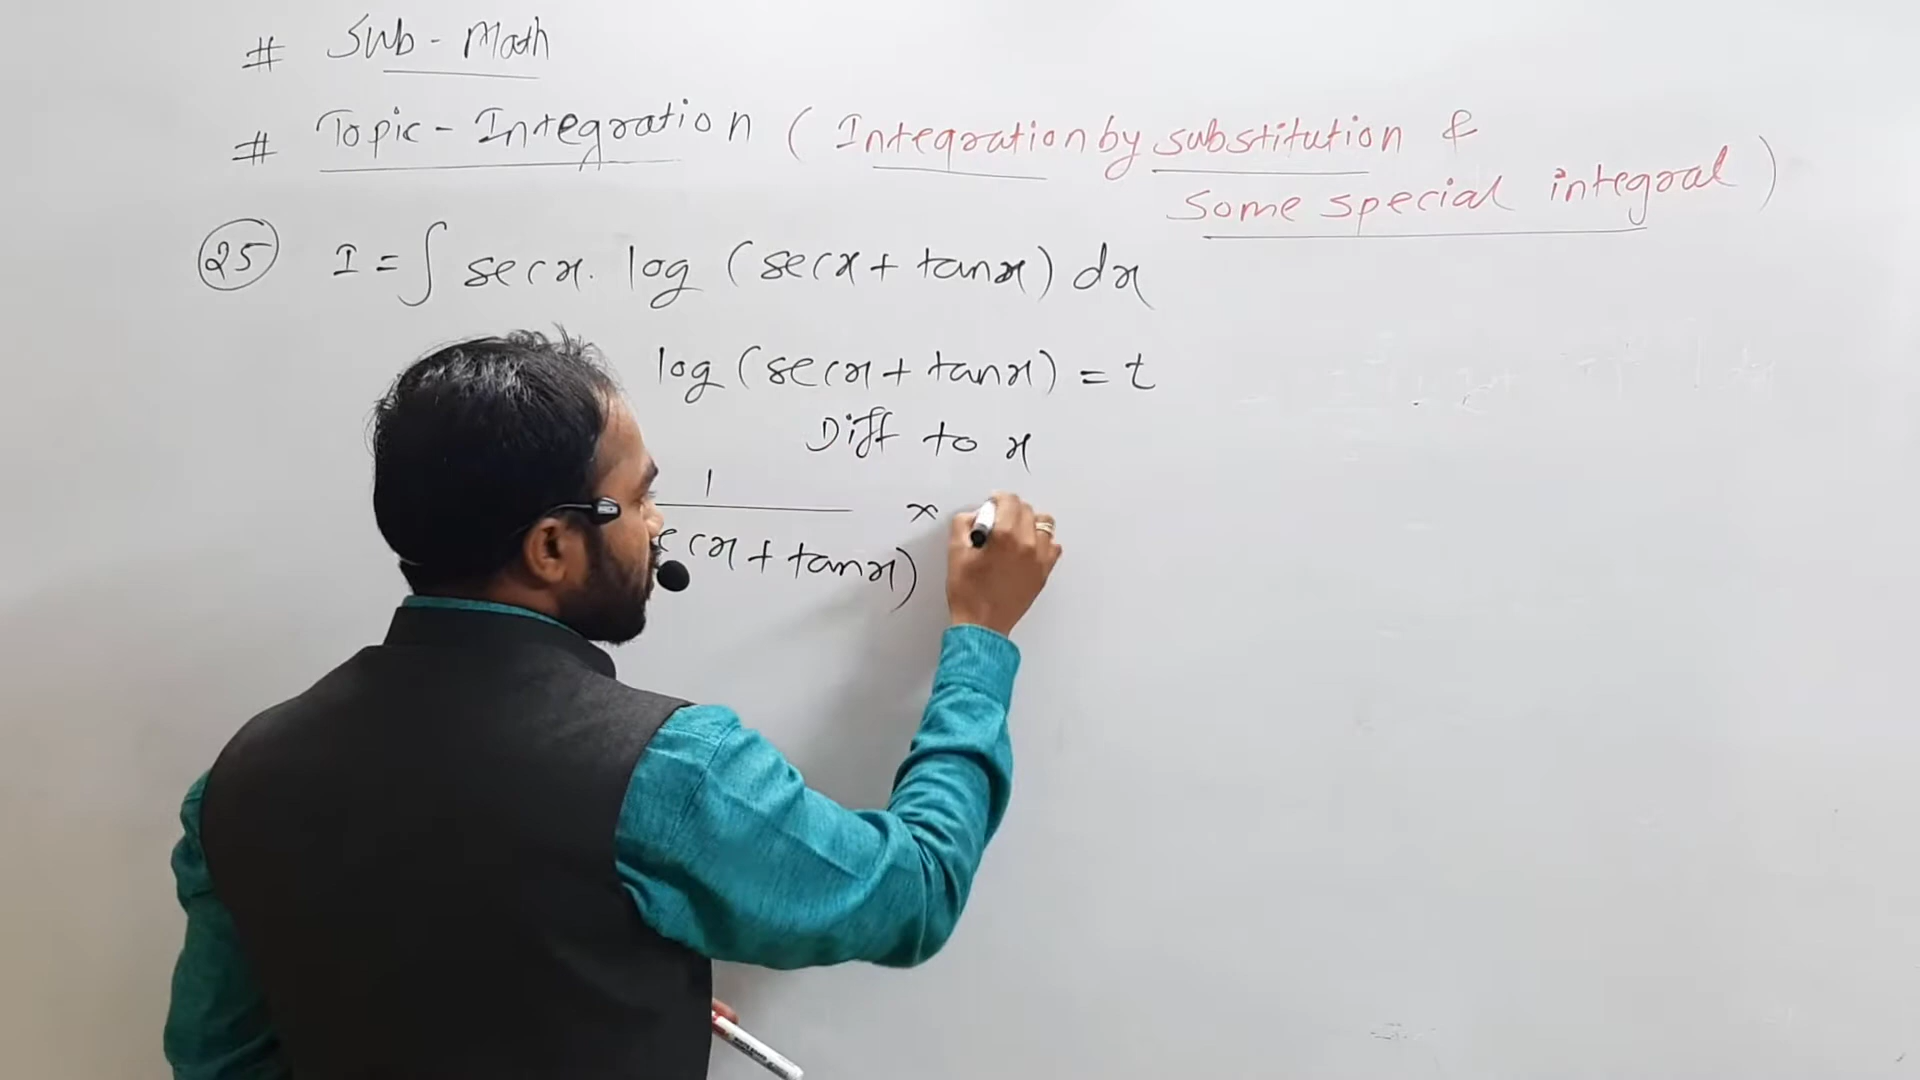 # Sub - Math
# Topic - Integration ( Integration by substitution &
some special integral )
25 I = ∫ secx. log (secx + tanx) dx
log (secx + tanx) = t
Diff to x
1 ×
ecx + tanx)